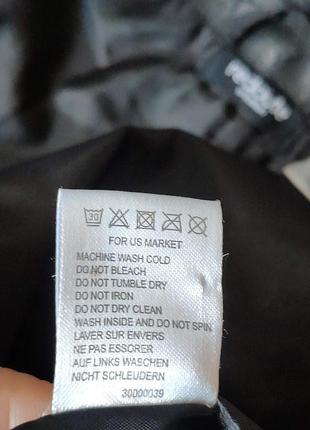 30
FOR US MARKET
MACHINE WASH COLD
DO NOT BLEACH
DO NOT TUMBLE DRY
DO NOT IRON
DO NOT DRY CLEAN
WASH INSIDE AND DO NOT SPIN
LAVER SUR ENVERS
NE PAS ESSORER
AUF LINKS WASCHEN
NICHT SCHLEUDERN
30000039